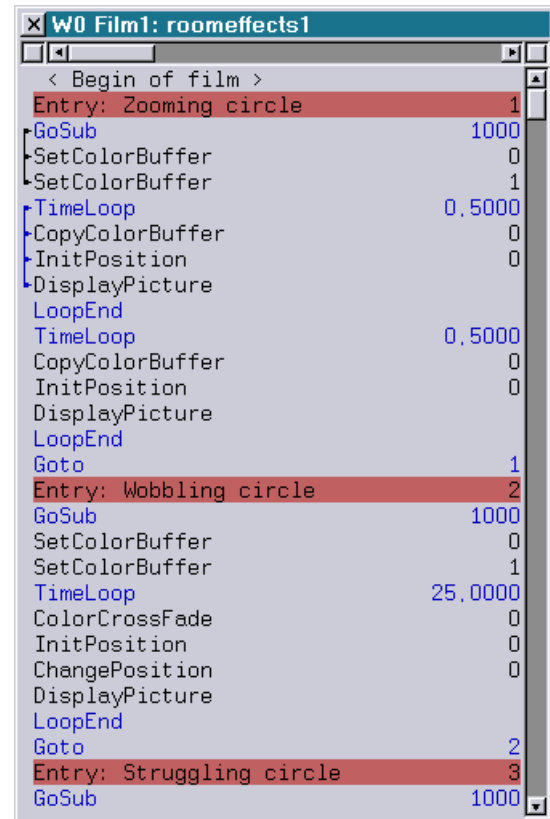 W0 Film1: roomeffects1
< Begin of film >
Entry: Zooming circle 1
GoSub 1000
SetColorBuffer 0
SetColorBuffer 1
TimeLoop 0,5000
CopyColorBuffer 0
InitPosition 0
DisplayPicture
LoopEnd
TimeLoop 0,5000
CopyColorBuffer 0
InitPosition 0
DisplayPicture
LoopEnd
Goto 1
Entry: Wobbling circle 2
GoSub 1000
SetColorBuffer 0
SetColorBuffer 1
TimeLoop 25,0000
ColorCrossFade 0
InitPosition 0
ChangePosition 0
DisplayPicture
LoopEnd
Goto 2
Entry: Struggling circle 3
GoSub 1000